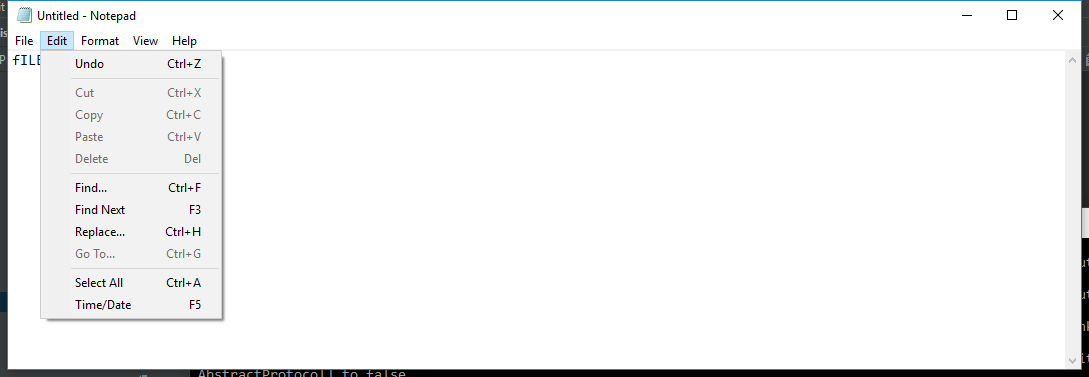 Untitled - Notepad
File Edit Format View Help
fILE
Undo Ctrl+Z
Cut Ctrl+X
Copy Ctrl+C
Paste Ctrl+V
Delete Del
Find... Ctrl+F
Find Next F3
Replace... Ctrl+H
Go To... Ctrl+G
Select All Ctrl+A
Time/Date F5
AbstractProtocol] to false